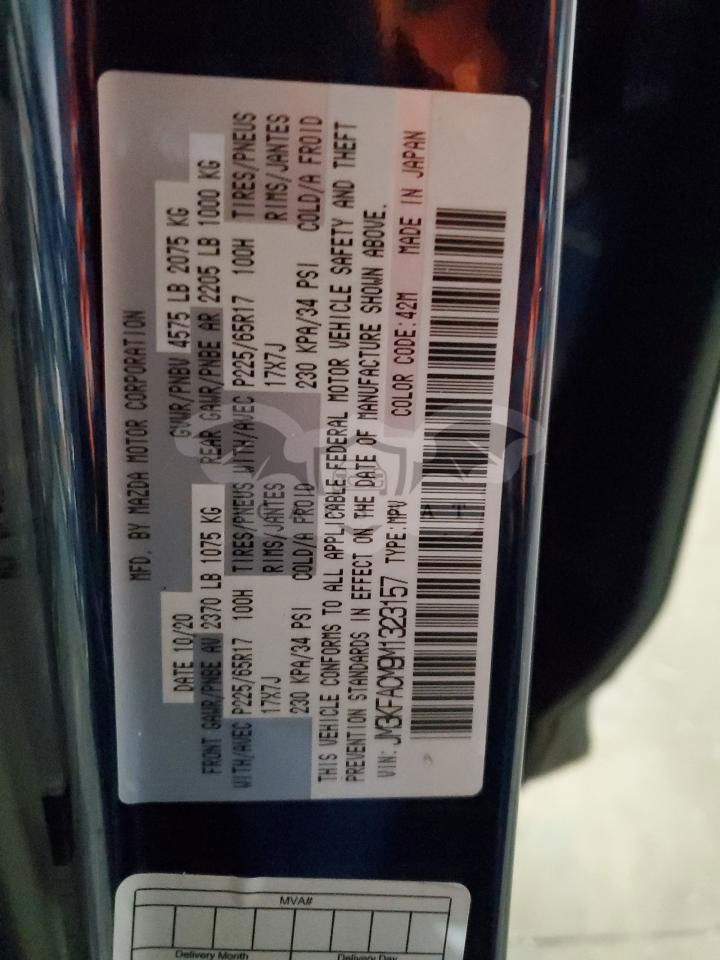 MFD. BY MAZDA MOTOR CORPORATION
DATE 10/20 GVWR/PNBV 4575 LB 2075 KG
FRONT GAWR/PNBE AV 2370 LB 1075 KG REAR GAWR/PNBE AR 2205 LB 1000 KG
WITH/AVEC P225/65R17 100H TIRES/PNEUS WITH/AVEC P225/65R17 100H TIRES/PNEUS
17X7J RIMS/JANTES 17X7J RIMS/JANTES
230 KPA/34 PSI COLD/A FROID 230 KPA/34 PSI COLD/A FROID
THIS VEHICLE CONFORMS TO ALL APPLICABLE FEDERAL MOTOR VEHICLE SAFETY AND THEFT
PREVENTION STANDARDS IN EFFECT ON THE DATE OF MANUFACTURE SHOWN ABOVE.
VIN: JM3KFACM9M1323157 TYPE:MPV COLOR CODE:42M MADE IN JAPAN
MVA#
Delivery Month Delivery Day